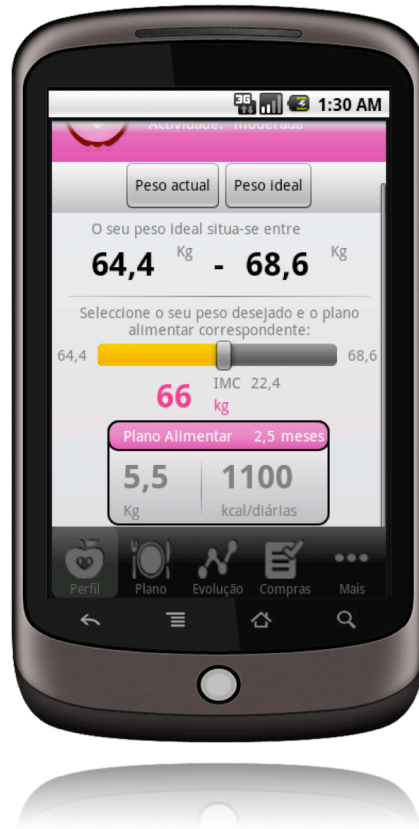 3G 1:30 AM
Actividade: moderada
Peso actual Peso ideal
O seu peso ideal situa-se entre
64,4 Kg - 68,6 Kg
Seleccione o seu peso desejado e o plano
alimentar correspondente:
64,4 68,6
66 kg IMC 22,4
Plano Alimentar 2,5 meses
5,5 1100
Kg kcal/diárias
Perfil Plano Evolução Compras Mais